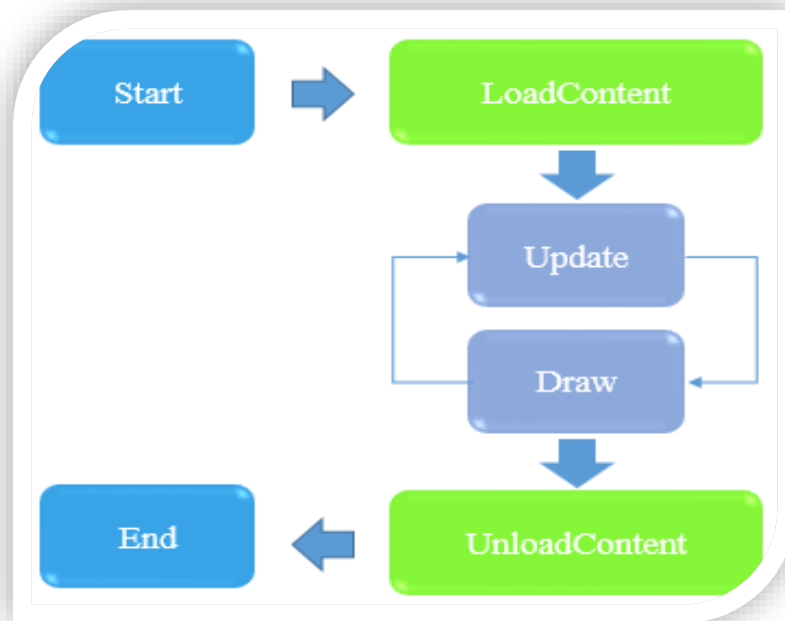 Start
LoadContent
Update
Draw
End
UnloadContent